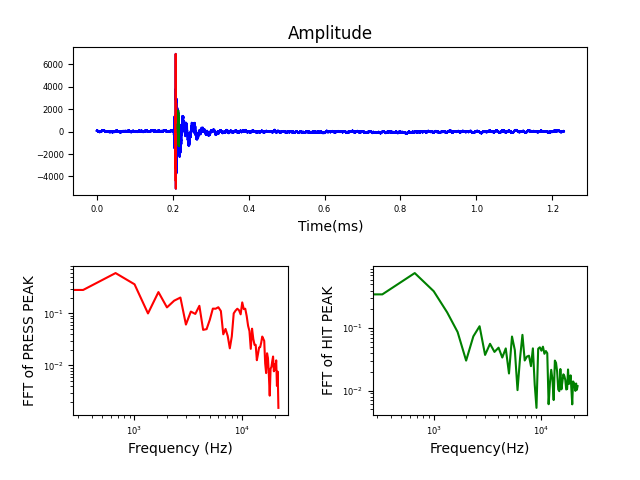 Amplitude
6000
4000
2000
0
−2000
−4000
0.0 0.2 0.4 0.6 0.8 1.0 1.2
Time(ms)
FFT of PRESS PEAK
10⁻¹
10⁻²
10³ 10⁴
Frequency (Hz)
FFT of HIT PEAK
10⁻¹
10⁻²
10³ 10⁴
Frequency(Hz)